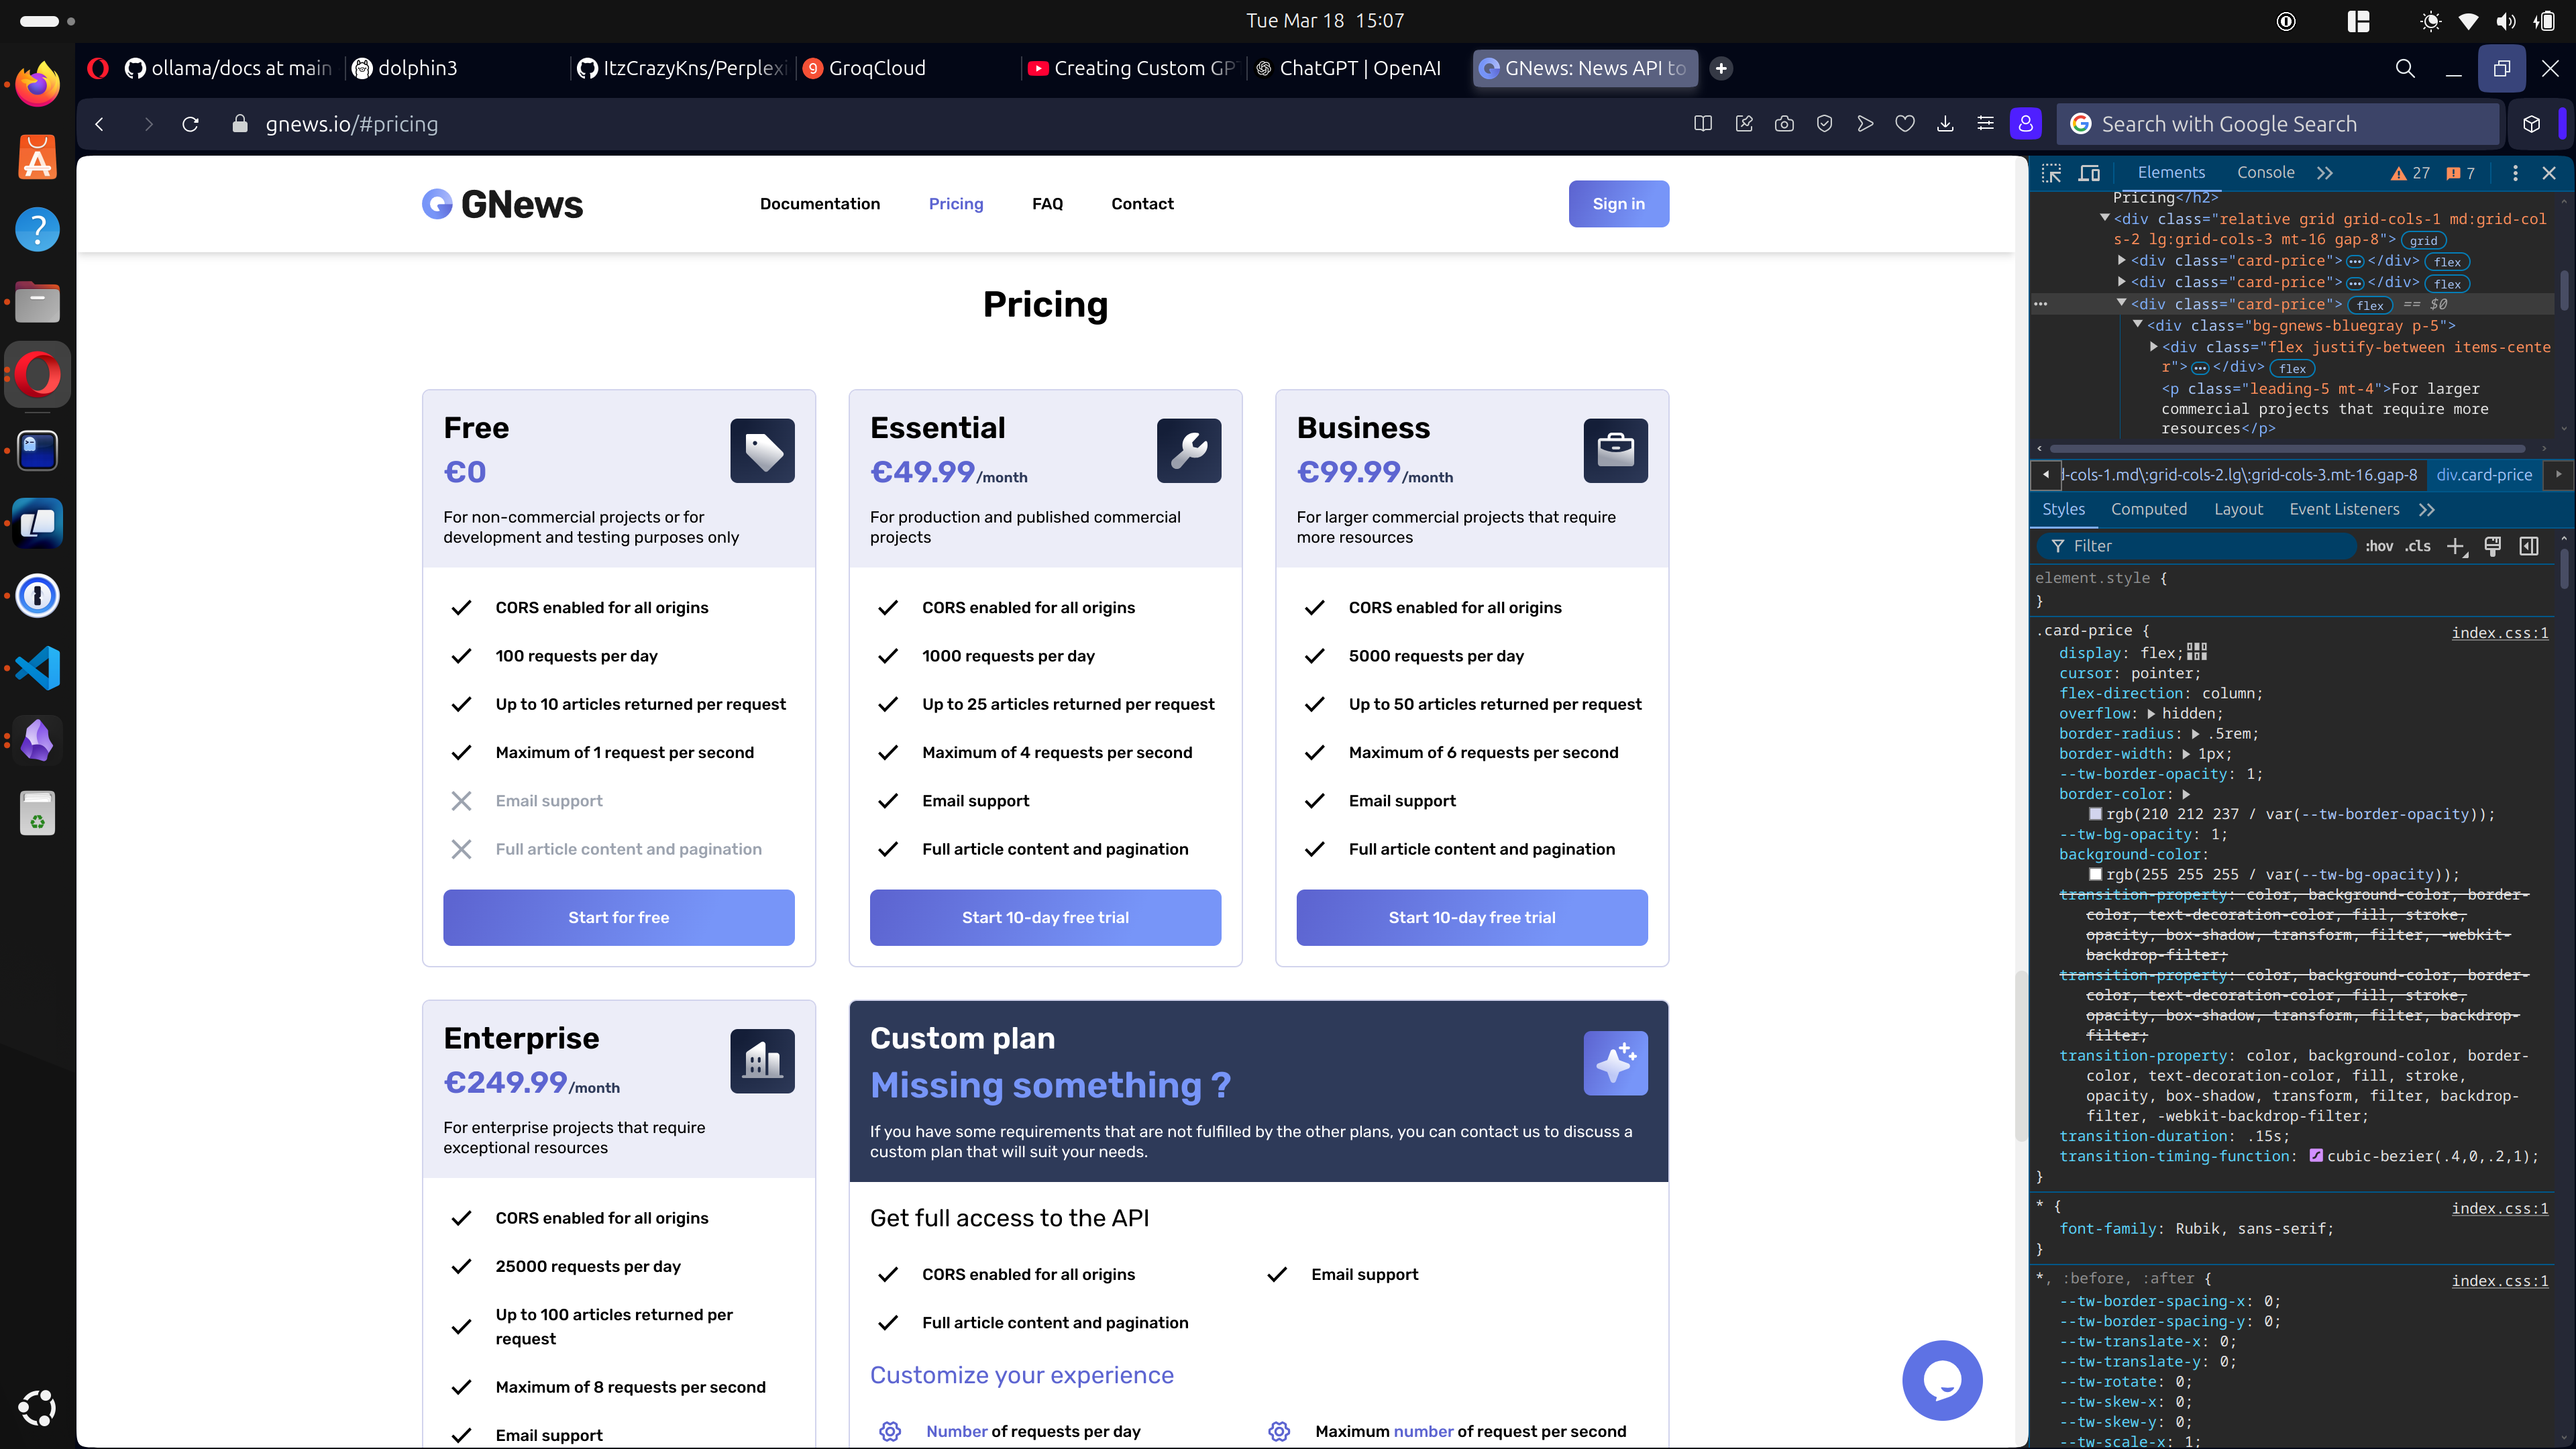 Tue Mar 18 15:07
ollama/docs at main
dolphin3
ItzCrazyKns/Perplexi
GroqCloud
Creating Custom GP
ChatGPT | OpenAI
GNews: News API to
gnews.io/#pricing
Search with Google Search
GNews
Documentation
Pricing
FAQ
Contact
Sign in
Pricing
Free
€0
For non-commercial projects or for
development and testing purposes only
CORS enabled for all origins
100 requests per day
Up to 10 articles returned per request
Maximum of 1 request per second
Email support
Full article content and pagination
Start for free
Essential
€49.99/month
For production and published commercial
projects
CORS enabled for all origins
1000 requests per day
Up to 25 articles returned per request
Maximum of 4 requests per second
Email support
Full article content and pagination
Start 10-day free trial
Business
€99.99/month
For larger commercial projects that require
more resources
CORS enabled for all origins
5000 requests per day
Up to 50 articles returned per request
Maximum of 6 requests per second
Email support
Full article content and pagination
Start 10-day free trial
Enterprise
€249.99/month
For enterprise projects that require
exceptional resources
CORS enabled for all origins
25000 requests per day
Up to 100 articles returned per
request
Maximum of 8 requests per second
Email support
Custom plan
Missing something ?
If you have some requirements that are not fulfilled by the other plans, you can contact us to discuss a
custom plan that will suit your needs.
Get full access to the API
CORS enabled for all origins
Email support
Full article content and pagination
Customize your experience
Number of requests per day
Maximum number of request per second
Elements
Console
27
7
Pricing</h2>
<div class="relative grid grid-cols-1 md:grid-col
s-2 lg:grid-cols-3 mt-16 gap-8"> grid
<div class="card-price"> ⋯ </div> flex
<div class="card-price"> ⋯ </div> flex
<div class="card-price"> flex == $0
<div class="bg-gnews-bluegray p-5">
<div class="flex justify-between items-cente
r"> ⋯ </div> flex
<p class="leading-5 mt-4">For larger
commercial projects that require more
resources</p>
d-cols-1.md\:grid-cols-2.lg\:grid-cols-3.mt-16.gap-8
div.card-price
Styles
Computed
Layout
Event Listeners
Filter
:hov .cls
element.style {
}
.card-price {
index.css:1
display: flex;
cursor: pointer;
flex-direction: column;
overflow: hidden;
border-radius: .5rem;
border-width: 1px;
--tw-border-opacity: 1;
border-color:
rgb(210 212 237 / var(--tw-border-opacity));
--tw-bg-opacity: 1;
background-color:
rgb(255 255 255 / var(--tw-bg-opacity));
transition-property: color, background-color, border-
color, text-decoration-color, fill, stroke,
opacity, box-shadow, transform, filter, -webkit-
backdrop-filter;
transition-property: color, background-color, border-
color, text-decoration-color, fill, stroke,
opacity, box-shadow, transform, filter, backdrop-
filter;
transition-property: color, background-color, border-
color, text-decoration-color, fill, stroke,
opacity, box-shadow, transform, filter, backdrop-
filter, -webkit-backdrop-filter;
transition-duration: .15s;
transition-timing-function: cubic-bezier(.4,0,.2,1);
}
* {
index.css:1
font-family: Rubik, sans-serif;
}
*, :before, :after {
index.css:1
--tw-border-spacing-x: 0;
--tw-border-spacing-y: 0;
--tw-translate-x: 0;
--tw-translate-y: 0;
--tw-rotate: 0;
--tw-skew-x: 0;
--tw-skew-y: 0;
--tw-scale-x: 1;